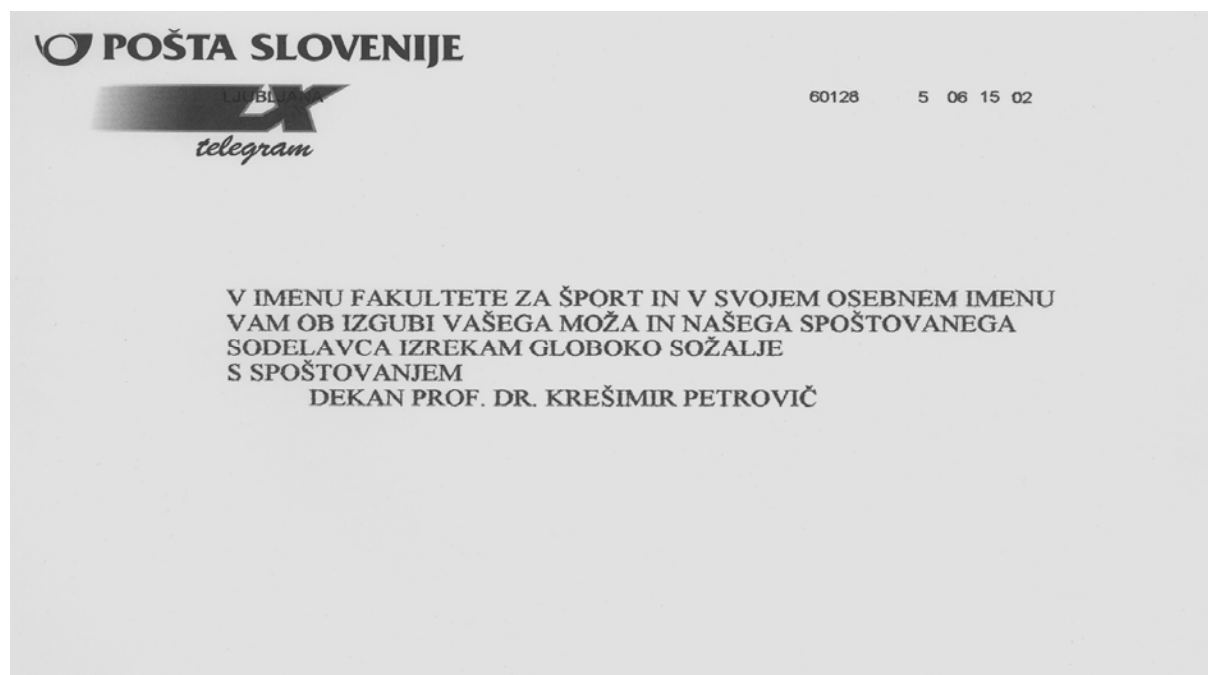 POŠTA SLOVENIJE
LJUBLJANA 60128 5 06 15 02
telegram
V IMENU FAKULTETE ZA ŠPORT IN V SVOJEM OSEBNEM IMENU
VAM OB IZGUBI VAŠEGA MOŽA IN NAŠEGA SPOŠTOVANEGA
SODELAVCA IZREKAM GLOBOKO SOŽALJE
S SPOŠTOVANJEM
DEKAN PROF. DR. KREŠIMIR PETROVIČ